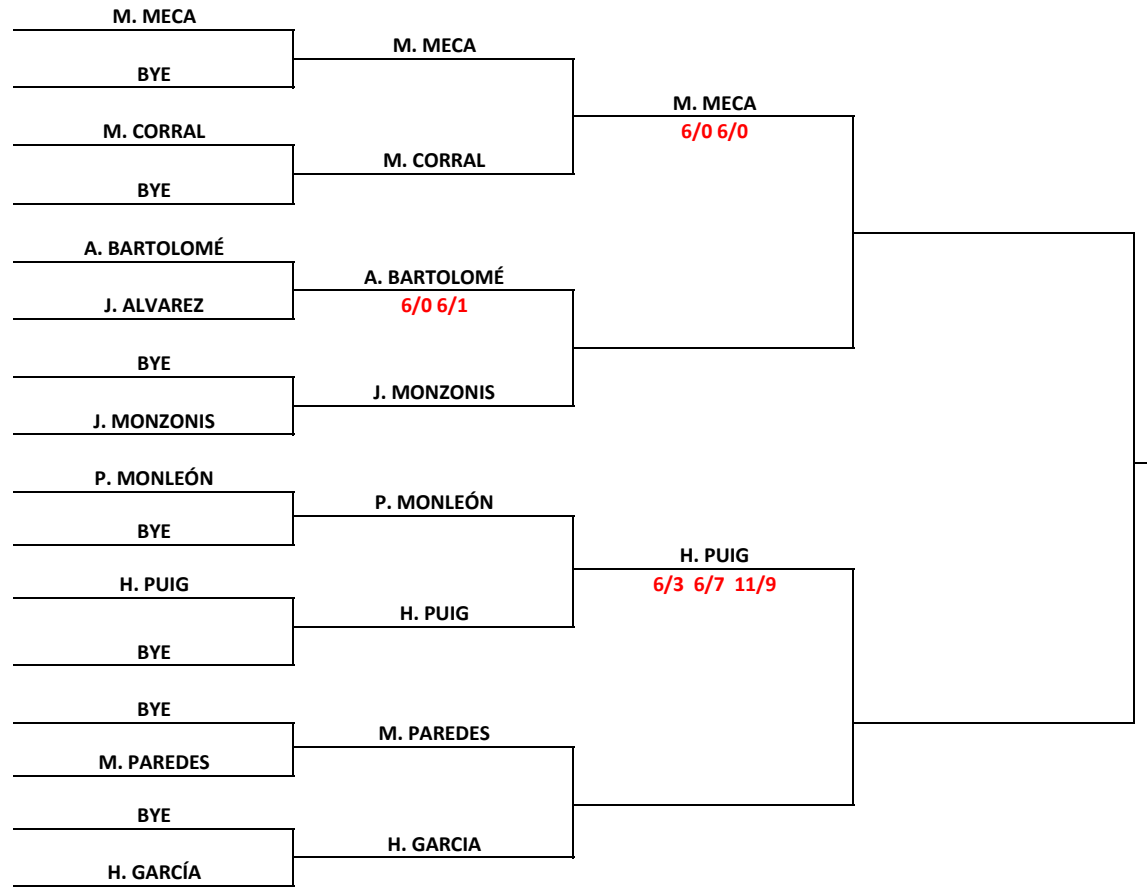 M. MECA
BYE
M. CORRAL
BYE
A. BARTOLOMÉ
J. ALVAREZ
BYE
J. MONZONIS
P. MONLEÓN
BYE
H. PUIG
BYE
BYE
M. PAREDES
BYE
H. GARCÍA
M. MECA
M. CORRAL
A. BARTOLOMÉ
6/0 6/1
J. MONZONIS
P. MONLEÓN
H. PUIG
M. PAREDES
H. GARCIA
M. MECA
6/0 6/0
H. PUIG
6/3 6/7 11/9